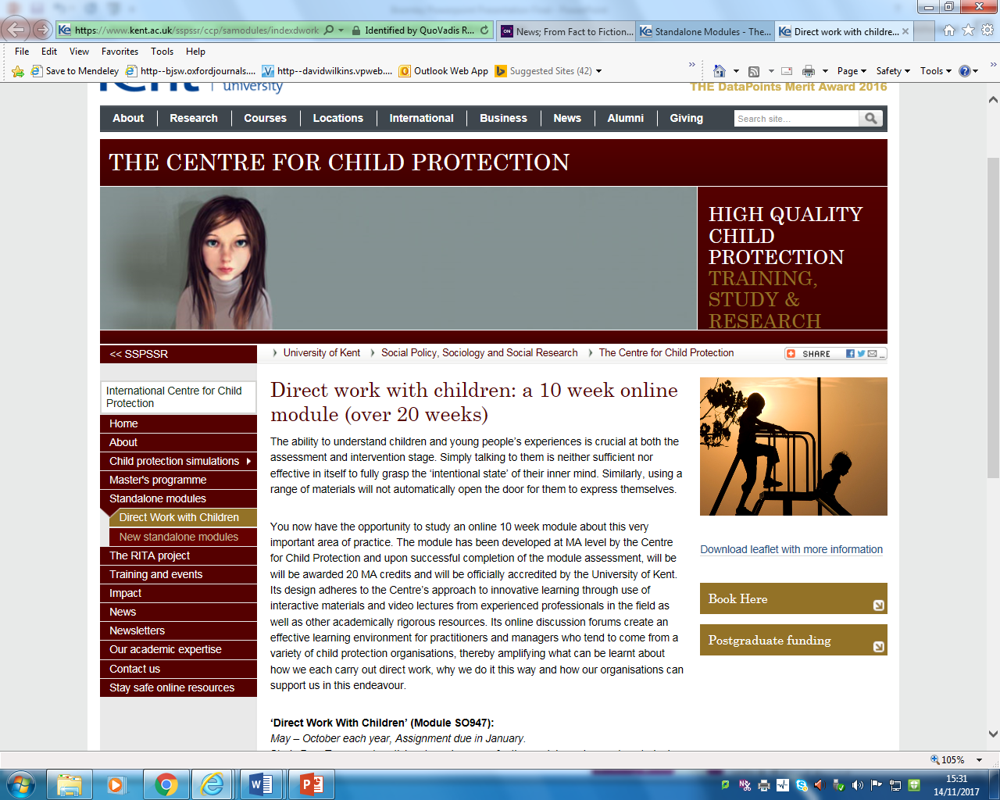 https://www.kent.ac.uk/sspssr/ccp/samodules/indexdwork
Identified by QuoVadis R...
News; From Fact to Fiction...
Standalone Modules - The...
Direct work with childre...
File Edit View Favorites Tools Help
Save to Mendeley
http--bjsw.oxfordjournals....
http--davidwilkins.vpweb....
Outlook Web App
Suggested Sites (42)
Page Safety Tools
university
THE DataPoints Merit Award 2016
About Research Courses Locations International Business News Alumni Giving
Search site...
THE CENTRE FOR CHILD PROTECTION
HIGH QUALITY
CHILD
PROTECTION
TRAINING,
STUDY &
RESEARCH
<< SSPSSR
University of Kent
Social Policy, Sociology and Social Research
The Centre for Child Protection
SHARE
International Centre for Child
Protection
Home
About
Child protection simulations
Master's programme
Standalone modules
Direct Work with Children
New standalone modules
The RITA project
Training and events
Impact
News
Newsletters
Our academic expertise
Contact us
Stay safe online resources
Direct work with children: a 10 week online
module (over 20 weeks)
The ability to understand children and young people's experiences is crucial at both the
assessment and intervention stage. Simply talking to them is neither sufficient nor
effective in itself to fully grasp the 'intentional state' of their inner mind. Similarly, using a
range of materials will not automatically open the door for them to express themselves.
You now have the opportunity to study an online 10 week module about this very
important area of practice. The module has been developed at MA level by the Centre
for Child Protection and upon successful completion of the module assessment, will be
will be awarded 20 MA credits and will be officially accredited by the University of Kent.
Its design adheres to the Centre's approach to innovative learning through use of
interactive materials and video lectures from experienced professionals in the field as
well as other academically rigorous resources. Its online discussion forums create an
effective learning environment for practitioners and managers who tend to come from a
variety of child protection organisations, thereby amplifying what can be learnt about
how we each carry out direct work, why we do it this way and how our organisations can
support us in this endeavour.
'Direct Work With Children' (Module SO947):
May – October each year, Assignment due in January.
Download leaflet with more information
Book Here
Postgraduate funding
105%
15:31
14/11/2017